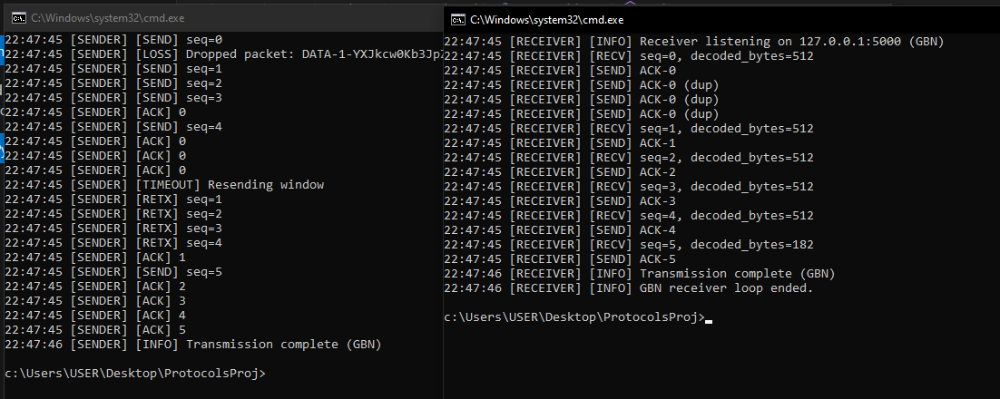 C:\Windows\system32\cmd.exe
22:47:45 [SENDER] [SEND] seq=0
22:47:45 [SENDER] [LOSS] Dropped packet: DATA-1-YXJkcw0Kb3JpZ
22:47:45 [SENDER] [SEND] seq=1
22:47:45 [SENDER] [SEND] seq=2
22:47:45 [SENDER] [SEND] seq=3
22:47:45 [SENDER] [ACK] 0
22:47:45 [SENDER] [SEND] seq=4
22:47:45 [SENDER] [ACK] 0
22:47:45 [SENDER] [ACK] 0
22:47:45 [SENDER] [ACK] 0
22:47:45 [SENDER] [TIMEOUT] Resending window
22:47:45 [SENDER] [RETX] seq=1
22:47:45 [SENDER] [RETX] seq=2
22:47:45 [SENDER] [RETX] seq=3
22:47:45 [SENDER] [RETX] seq=4
22:47:45 [SENDER] [ACK] 1
22:47:45 [SENDER] [SEND] seq=5
22:47:45 [SENDER] [ACK] 2
22:47:45 [SENDER] [ACK] 3
22:47:45 [SENDER] [ACK] 4
22:47:45 [SENDER] [ACK] 5
22:47:46 [SENDER] [INFO] Transmission complete (GBN)
c:\Users\USER\Desktop\ProtocolsProj>
C:\Windows\system32\cmd.exe
22:47:45 [RECEIVER] [INFO] Receiver listening on 127.0.0.1:5000 (GBN)
22:47:45 [RECEIVER] [RECV] seq=0, decoded_bytes=512
22:47:45 [RECEIVER] [SEND] ACK-0
22:47:45 [RECEIVER] [SEND] ACK-0 (dup)
22:47:45 [RECEIVER] [SEND] ACK-0 (dup)
22:47:45 [RECEIVER] [SEND] ACK-0 (dup)
22:47:45 [RECEIVER] [RECV] seq=1, decoded_bytes=512
22:47:45 [RECEIVER] [SEND] ACK-1
22:47:45 [RECEIVER] [RECV] seq=2, decoded_bytes=512
22:47:45 [RECEIVER] [SEND] ACK-2
22:47:45 [RECEIVER] [RECV] seq=3, decoded_bytes=512
22:47:45 [RECEIVER] [SEND] ACK-3
22:47:45 [RECEIVER] [RECV] seq=4, decoded_bytes=512
22:47:45 [RECEIVER] [SEND] ACK-4
22:47:45 [RECEIVER] [RECV] seq=5, decoded_bytes=182
22:47:45 [RECEIVER] [SEND] ACK-5
22:47:46 [RECEIVER] [INFO] Transmission complete (GBN)
22:47:46 [RECEIVER] [INFO] GBN receiver loop ended.
c:\Users\USER\Desktop\ProtocolsProj>